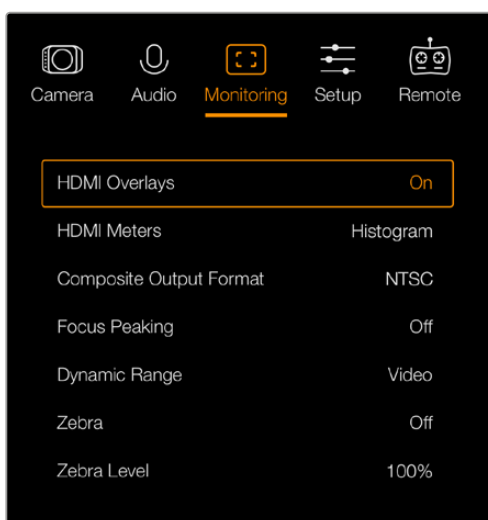 Camera Audio Monitoring Setup Remote
HDMI Overlays On
HDMI Meters Histogram
Composite Output Format NTSC
Focus Peaking Off
Dynamic Range Video
Zebra Off
Zebra Level 100%